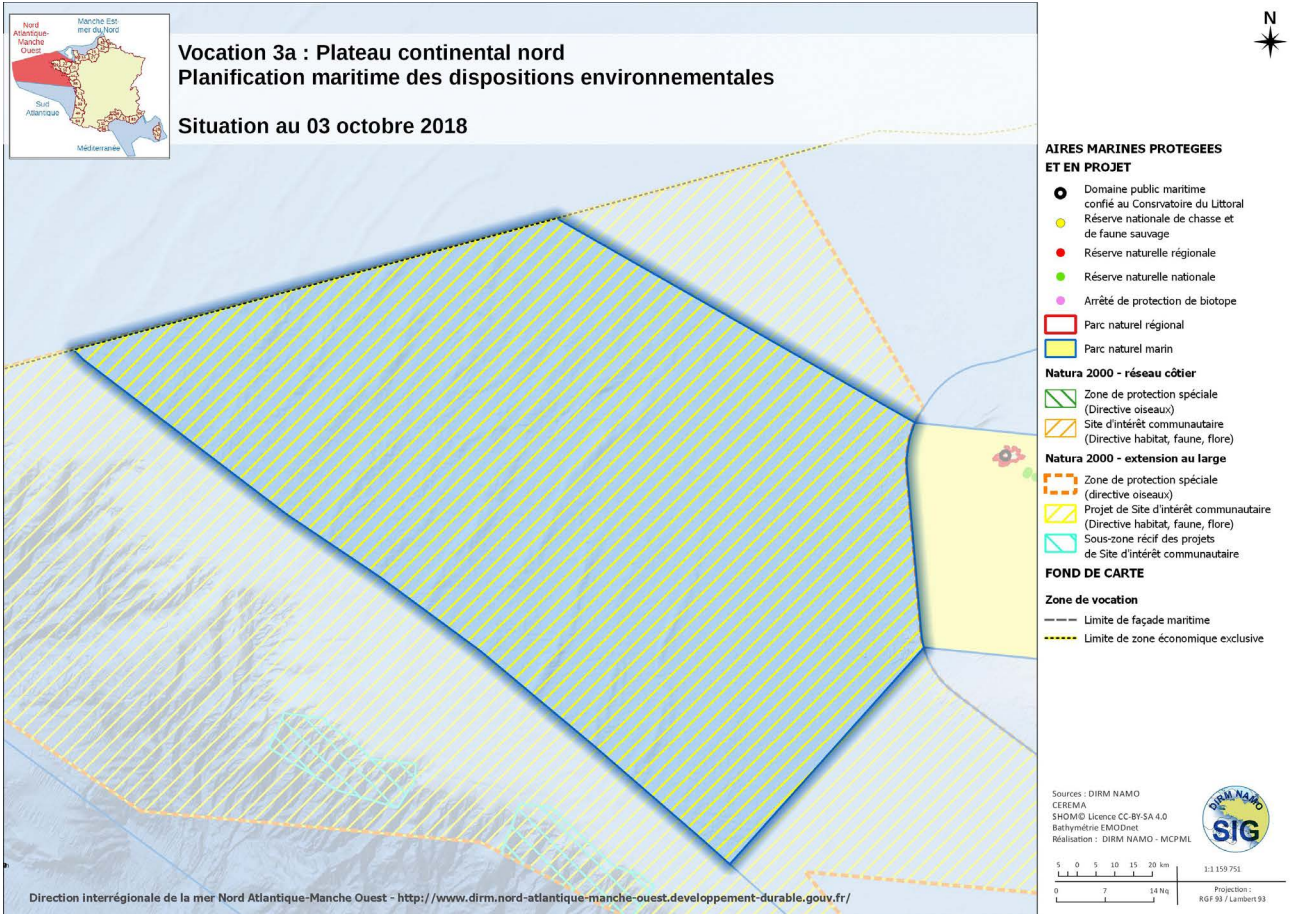 Nord
Atlantique-
Manche
Ouest
Manche Est-
mer du Nord
Sud
Atlantique
Méditerranée
Vocation 3a : Plateau continental nord
Planification maritime des dispositions environnementales
Situation au 03 octobre 2018
N
AIRES MARINES PROTEGEES
ET EN PROJET
Domaine public maritime
confié au Consrvatoire du Littoral
Réserve nationale de chasse et
de faune sauvage
Réserve naturelle régionale
Réserve naturelle nationale
Arrêté de protection de biotope
Parc naturel régional
Parc naturel marin
Natura 2000 - réseau côtier
Zone de protection spéciale
(Directive oiseaux)
Site d'intérêt communautaire
(Directive habitat, faune, flore)
Natura 2000 - extension au large
Zone de protection spéciale
(directive oiseaux)
Projet de Site d'intérêt communautaire
(Directive habitat, faune, flore)
Sous-zone récif des projets
de Site d'intérêt communautaire
FOND DE CARTE
Zone de vocation
Limite de façade maritime
Limite de zone économique exclusive
Sources : DIRM NAMO
CEREMA
SHOM© Licence CC-BY-SA 4.0
Bathymétrie EMODnet
Réalisation : DIRM NAMO - MCPML
DIRM NAMO
SIG
5 0 5 10 15 20 km
1:1 159 751
0 7 14 Nq
Projection :
RGF 93 / Lambert 93
Direction interrégionale de la mer Nord Atlantique-Manche Ouest - http://www.dirm.nord-atlantique-manche-ouest.developpement-durable.gouv.fr/